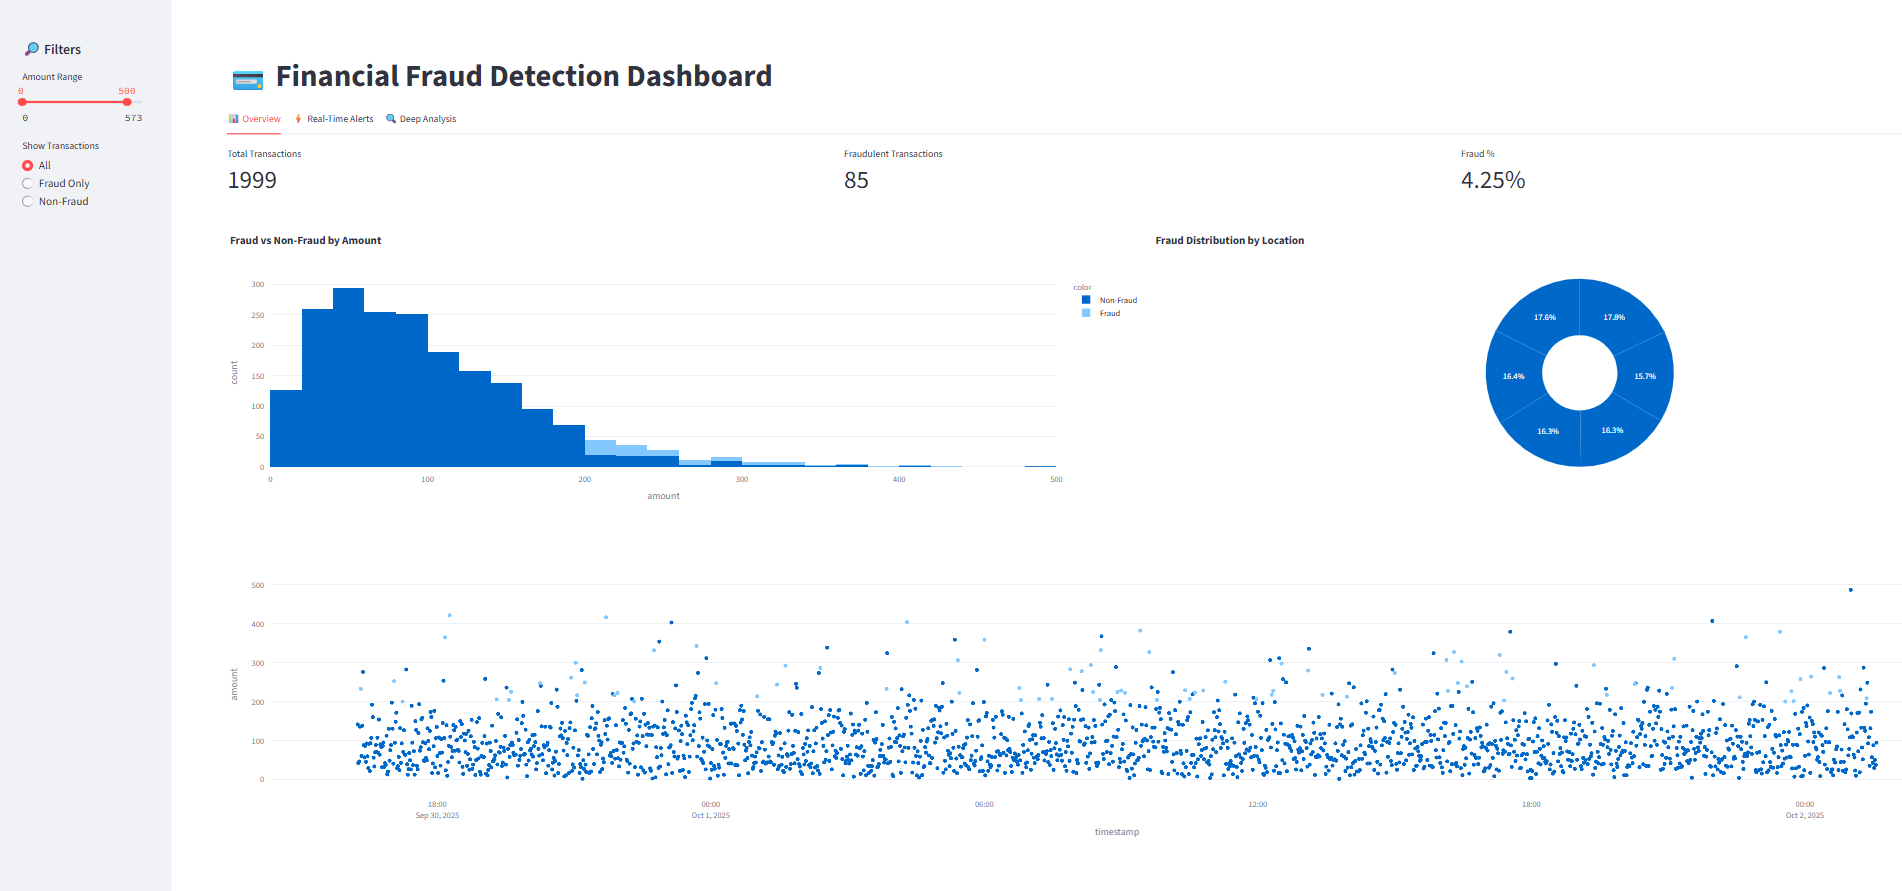 Filters
Amount Range
0 500
0 573
Show Transactions
All
Fraud Only
Non-Fraud
Financial Fraud Detection Dashboard
Overview Real-Time Alerts Deep Analysis
Total Transactions Fraudulent Transactions Fraud %
1999 85 4.25%
Fraud vs Non-Fraud by Amount
300
250
200
150
100
50
0
count
0 100 200 300 400 500
amount
color
Non-Fraud
Fraud
Fraud Distribution by Location
17.6% 17.8%
16.4% 15.7%
16.3% 16.3%
500
400
300
200
100
0
amount
18:00 00:00 06:00 12:00 18:00 00:00
Sep 30, 2025 Oct 1, 2025 Oct 2, 2025
timestamp